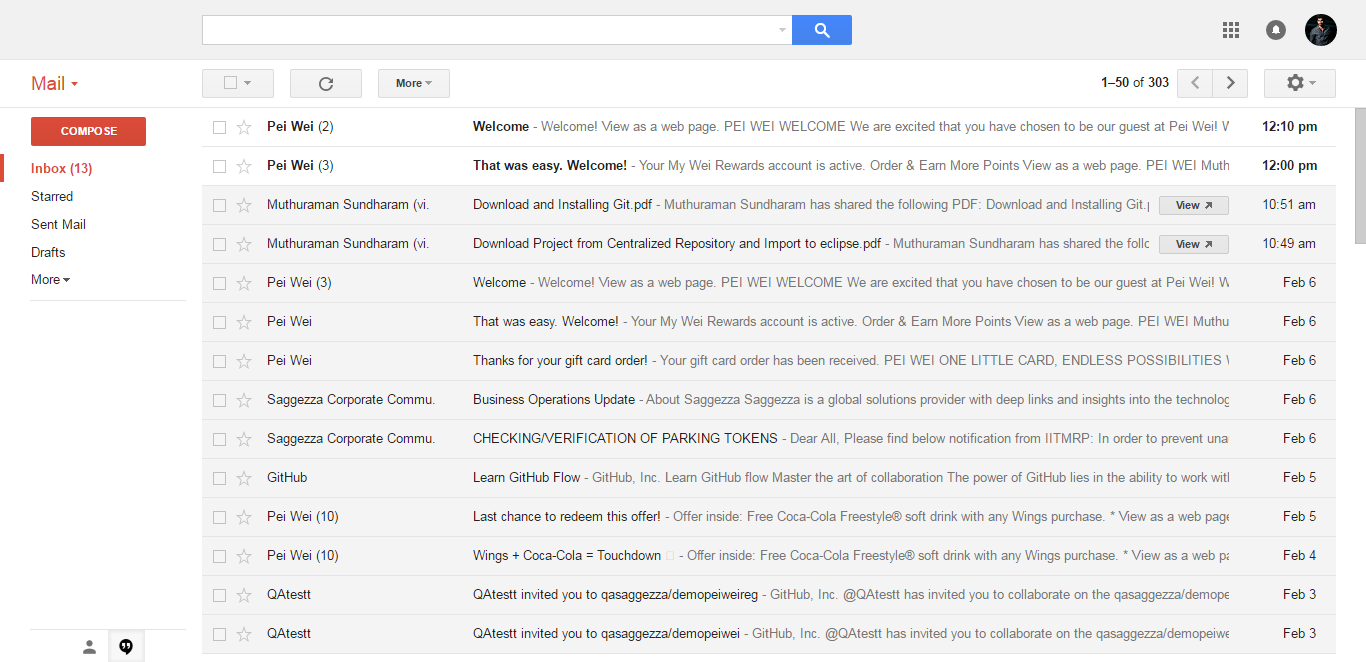 Mail
More
1–50 of 303
COMPOSE
Inbox (13)
Starred
Sent Mail
Drafts
More
Pei Wei (2) Welcome - Welcome! View as a web page. PEI WEI WELCOME We are excited that you have chosen to be our guest at Pei Wei! W 12:10 pm
Pei Wei (3) That was easy. Welcome! - Your My Wei Rewards account is active. Order & Earn More Points View as a web page. PEI WEI Muth 12:00 pm
Muthuraman Sundharam (vi. Download and Installing Git.pdf - Muthuraman Sundharam has shared the following PDF: Download and Installing Git.p View 10:51 am
Muthuraman Sundharam (vi. Download Project from Centralized Repository and Import to eclipse.pdf - Muthuraman Sundharam has shared the follo View 10:49 am
Pei Wei (3) Welcome - Welcome! View as a web page. PEI WEI WELCOME We are excited that you have chosen to be our guest at Pei Wei! W Feb 6
Pei Wei That was easy. Welcome! - Your My Wei Rewards account is active. Order & Earn More Points View as a web page. PEI WEI Muthu Feb 6
Pei Wei Thanks for your gift card order! - Your gift card order has been received. PEI WEI ONE LITTLE CARD, ENDLESS POSSIBILITIES Feb 6
Saggezza Corporate Commu. Business Operations Update - About Saggezza Saggezza is a global solutions provider with deep links and insights into the technolog Feb 6
Saggezza Corporate Commu. CHECKING/VERIFICATION OF PARKING TOKENS - Dear All, Please find below notification from IITMRP: In order to prevent unau Feb 6
GitHub Learn GitHub Flow - GitHub, Inc. Learn GitHub flow Master the art of collaboration The power of GitHub lies in the ability to work wit Feb 5
Pei Wei (10) Last chance to redeem this offer! - Offer inside: Free Coca-Cola Freestyle® soft drink with any Wings purchase. * View as a web page Feb 5
Pei Wei (10) Wings + Coca-Cola = Touchdown - Offer inside: Free Coca-Cola Freestyle® soft drink with any Wings purchase. * View as a web pa Feb 4
QAtestt QAtestt invited you to qasaggezza/demopeiweireg - GitHub, Inc. @QAtestt has invited you to collaborate on the qasaggezza/demope Feb 3
QAtestt QAtestt invited you to qasaggezza/demopeiwei - GitHub, Inc. @QAtestt has invited you to collaborate on the qasaggezza/demopeiwe Feb 3